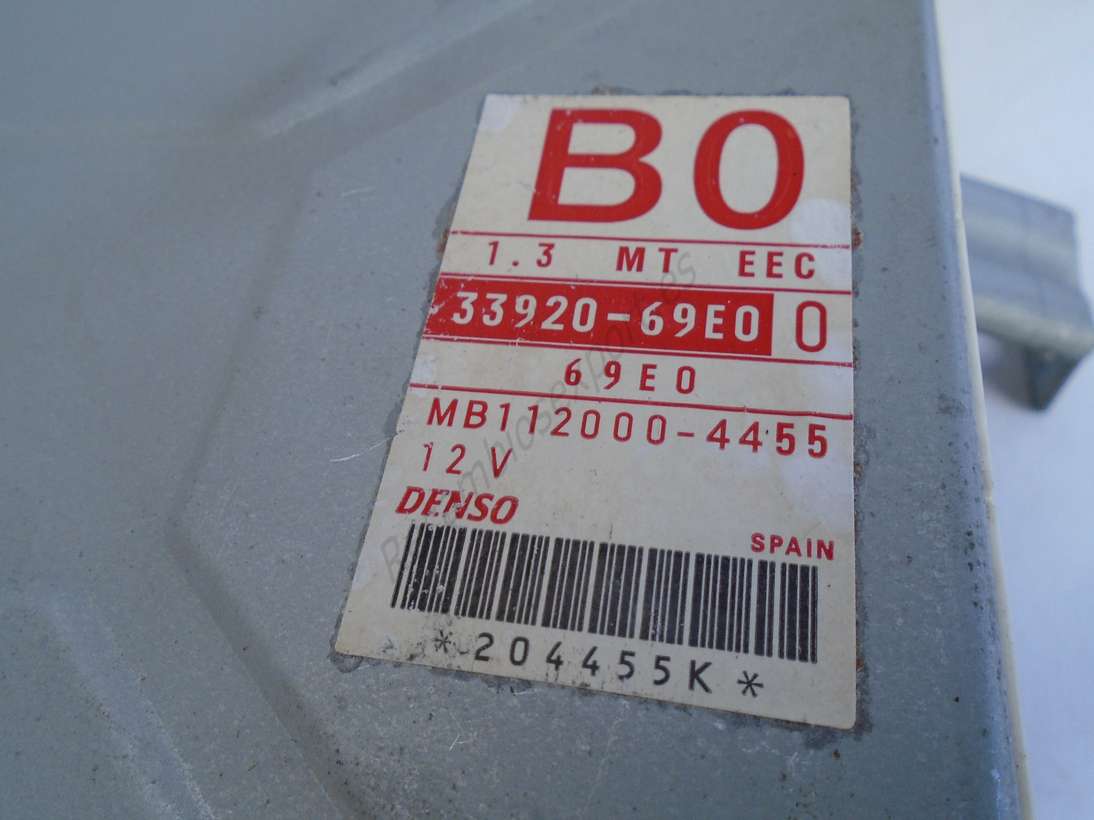 B0
1.3 MT EEC
33920-69E0 0
69E0
MB112000-4455
12V
DENSO
SPAIN
*204455K*